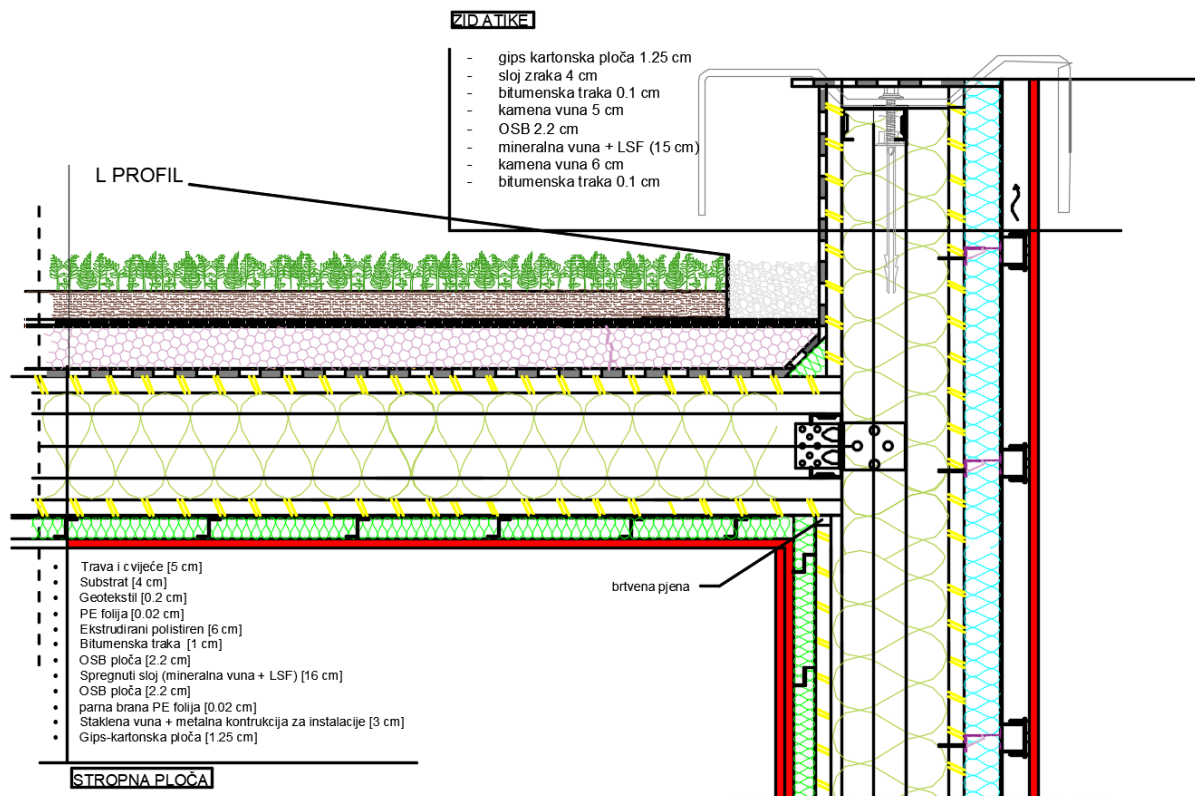 ZID ATIKE
- gips kartonska ploča 1.25 cm
- sloj zraka 4 cm
- bitumenska traka 0.1 cm
- kamena vuna 5 cm
- OSB 2.2 cm
- mineralna vuna + LSF (15 cm)
- kamena vuna 6 cm
- bitumenska traka 0.1 cm
L PROFIL
brtvena pjena
• Trava i cvijeće [5 cm]
• Substrat [4 cm]
• Geotekstil [0.2 cm]
• PE folija [0.02 cm]
• Ekstrudirani polistiren [6 cm]
• Bitumenska traka [1 cm]
• OSB ploča [2.2 cm]
• Spregnuti sloj (mineralna vuna + LSF) [16 cm]
• OSB ploča [2.2 cm]
• parna brana PE folija [0.02 cm]
• Staklena vuna + metalna kontrukcija za instalacije [3 cm]
• Gips-kartonska ploča [1.25 cm]
STROPNA PLOČA